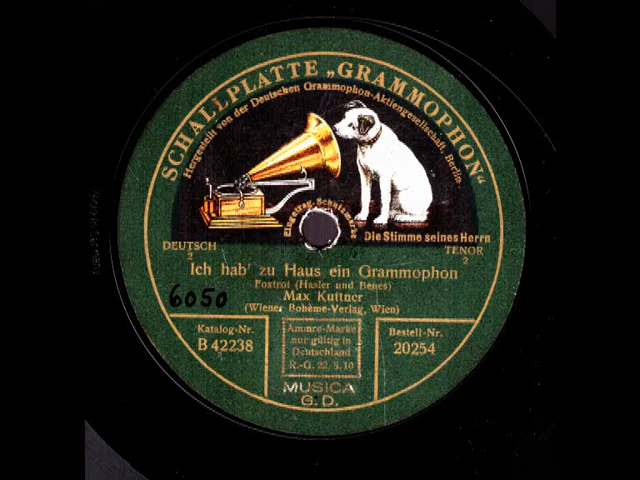 SCHALLPLATTE „GRAMMOPHON“
Hergestellt von der Deutschen Grammophon-Aktiengesellschaft, Berlin
Eingetrag. Schutzmarke
Die Stimme seines Herrn
DEUTSCH
2
TENOR
2
Ich hab' zu Haus ein Grammophon
Foxtrot (Hasler und Benes)
Max Kuttner
(Wiener Bohême-Verlag, Wien)
6050
Katalog-Nr.
B 42238
Ammre-Marke
nur gültig in
Deutschland
R.-G. 22. 5. 10
Bestell-Nr.
20254
MUSICA
G. D.